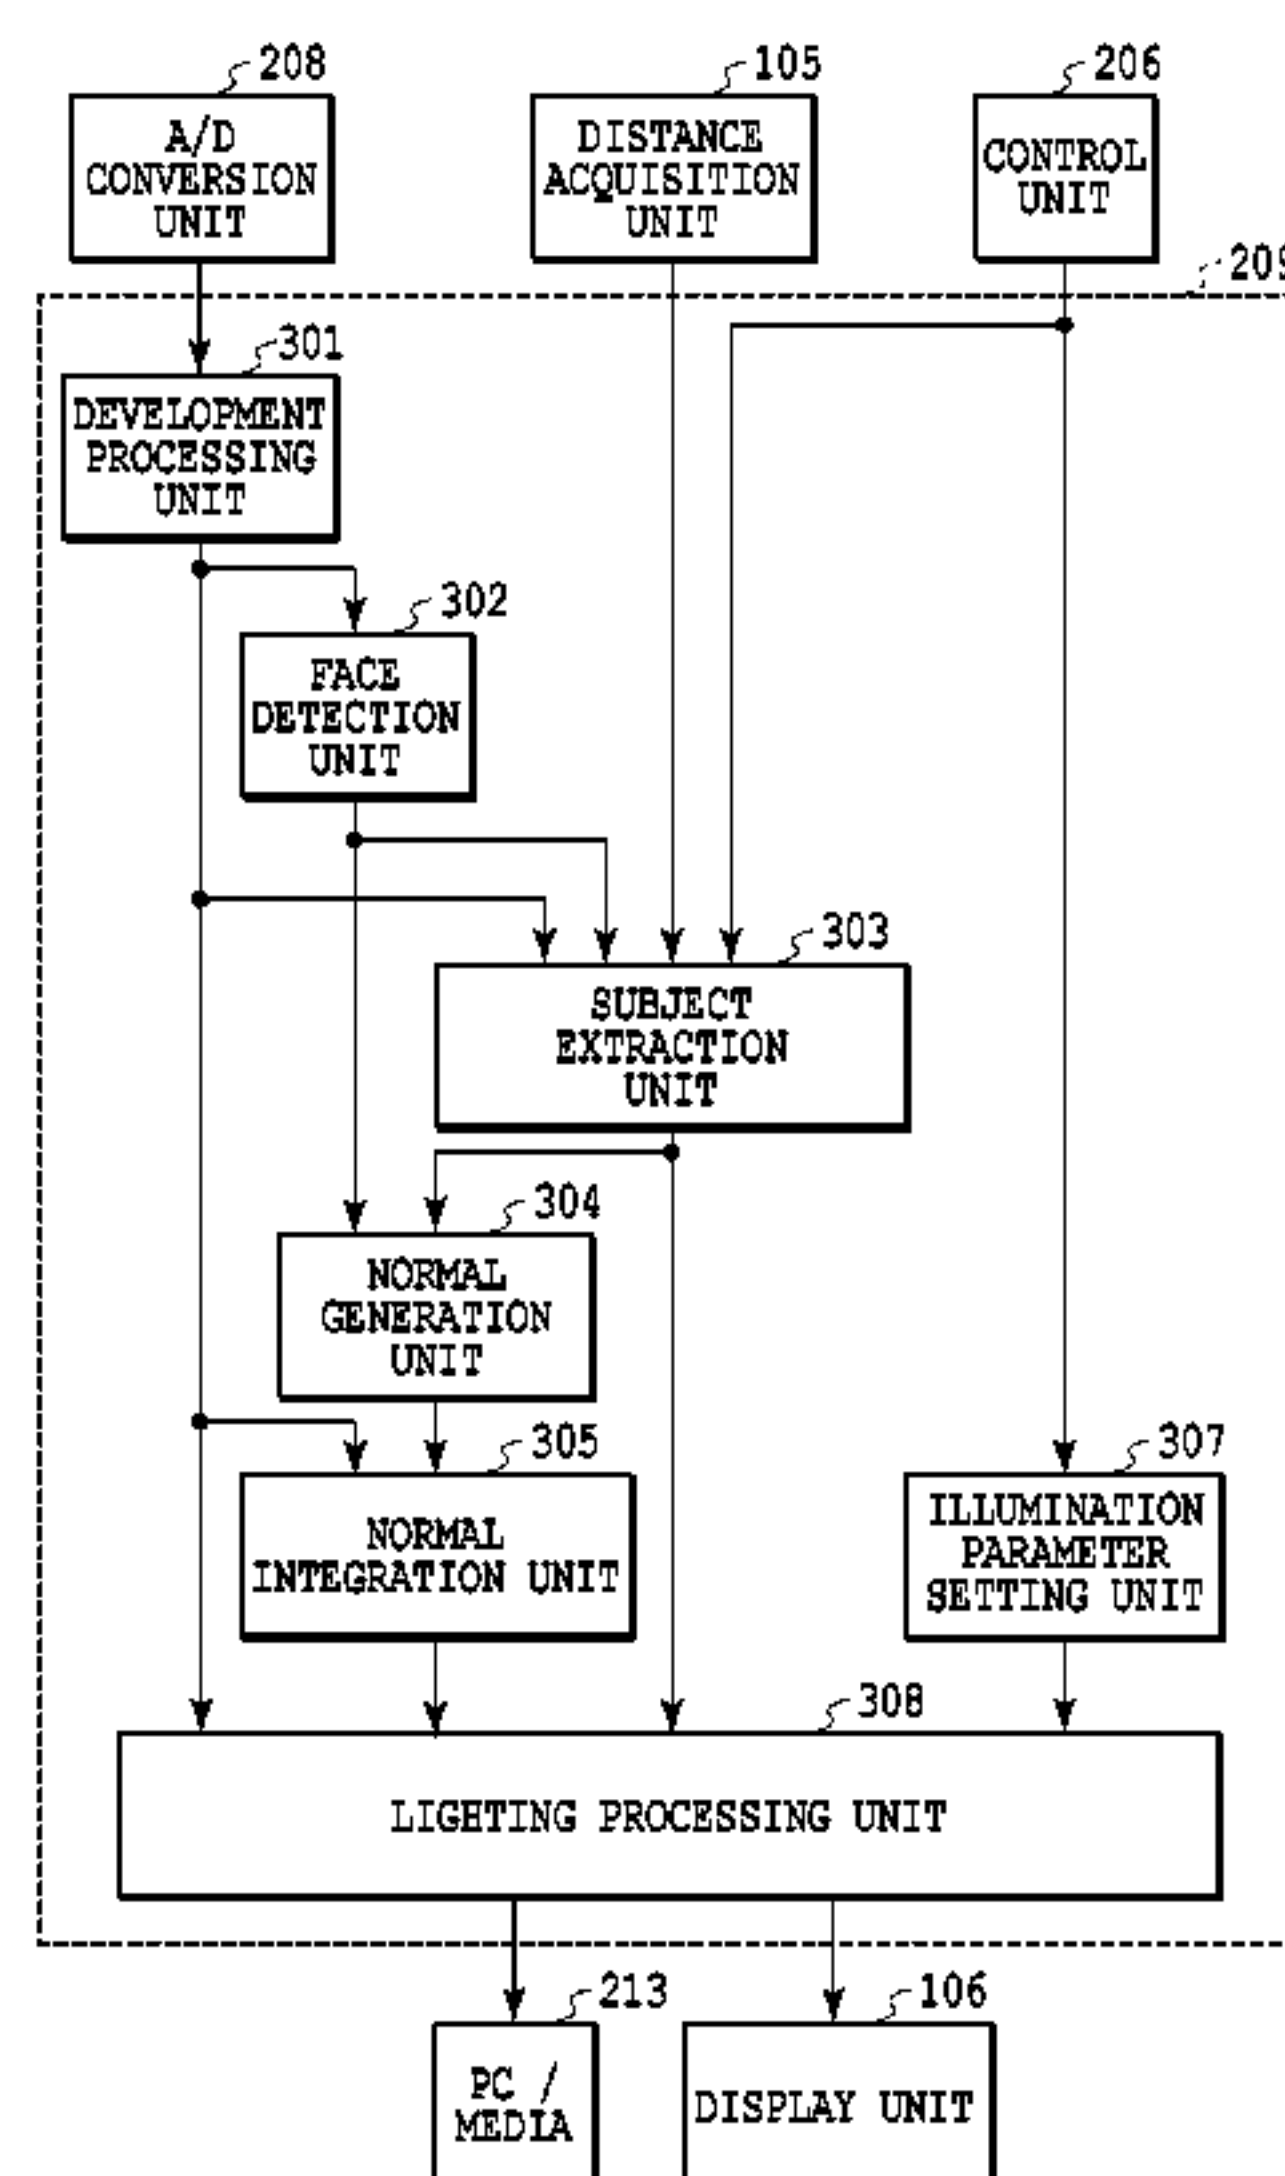 208
105
206
A/D
CONVERSION
UNIT
DISTANCE
ACQUISITION
UNIT
CONTROL
UNIT
209
301
DEVELOPMENT
PROCESSING
UNIT
302
FACE
DETECTION
UNIT
303
SUBJECT
EXTRACTION
UNIT
304
NORMAL
GENERATION
UNIT
305
NORMAL
INTEGRATION UNIT
307
ILLUMINATION
PARAMETER
SETTING UNIT
308
LIGHTING PROCESSING UNIT
213
PC /
MEDIA
106
DISPLAY UNIT